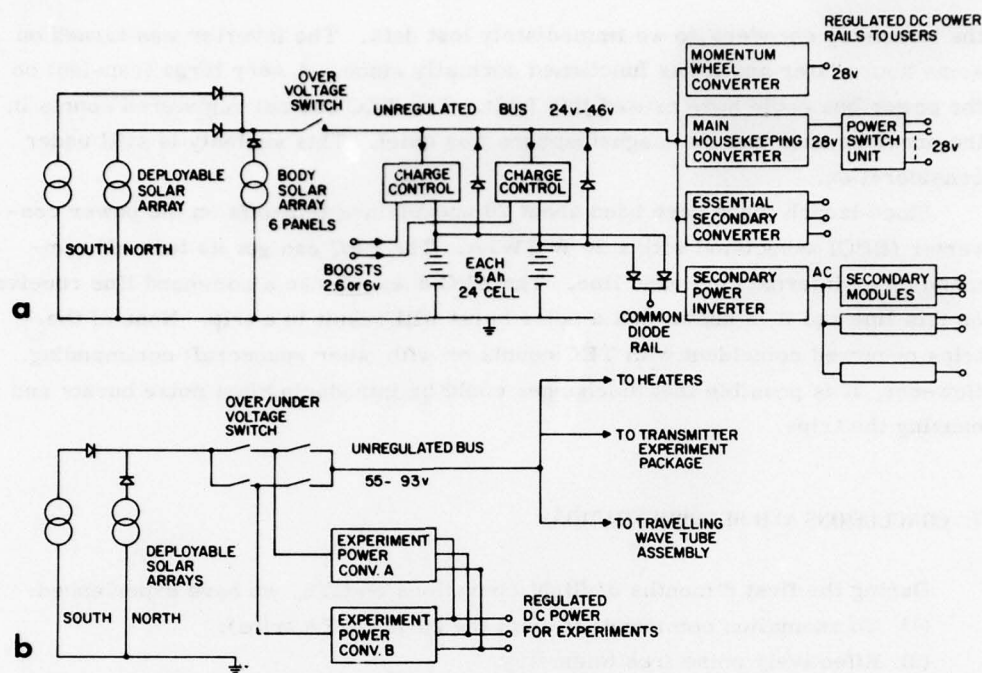 REGULATED DC POWER
RAILS TO USERS
MOMENTUM
WHEEL
CONVERTER
28v
OVER
VOLTAGE
SWITCH
UNREGULATED BUS 24v-46v
MAIN
HOUSEKEEPING
CONVERTER
28v
POWER
SWITCH
UNIT
28v
DEPLOYABLE
SOLAR
ARRAY
BODY
SOLAR
ARRAY
6 PANELS
CHARGE
CONTROL
CHARGE
CONTROL
ESSENTIAL
SECONDARY
CONVERTER
SOUTH NORTH
BOOSTS
2.6 or 6v
EACH
5 Ah
24 CELL
SECONDARY
POWER
INVERTER
AC
SECONDARY
MODULES
a
COMMON
DIODE
RAIL
TO HEATERS
OVER/UNDER
VOLTAGE
SWITCH
UNREGULATED BUS
55-93v
TO TRANSMITTER
EXPERIMENT
PACKAGE
TO TRAVELLING
WAVE TUBE
ASSEMBLY
DEPLOYABLE
SOLAR
ARRAYS
EXPERIMENT
POWER
CONV. A
SOUTH NORTH
EXPERIMENT
POWER
CONV. B
REGULATED
DC POWER
FOR EXPERIMENTS
b